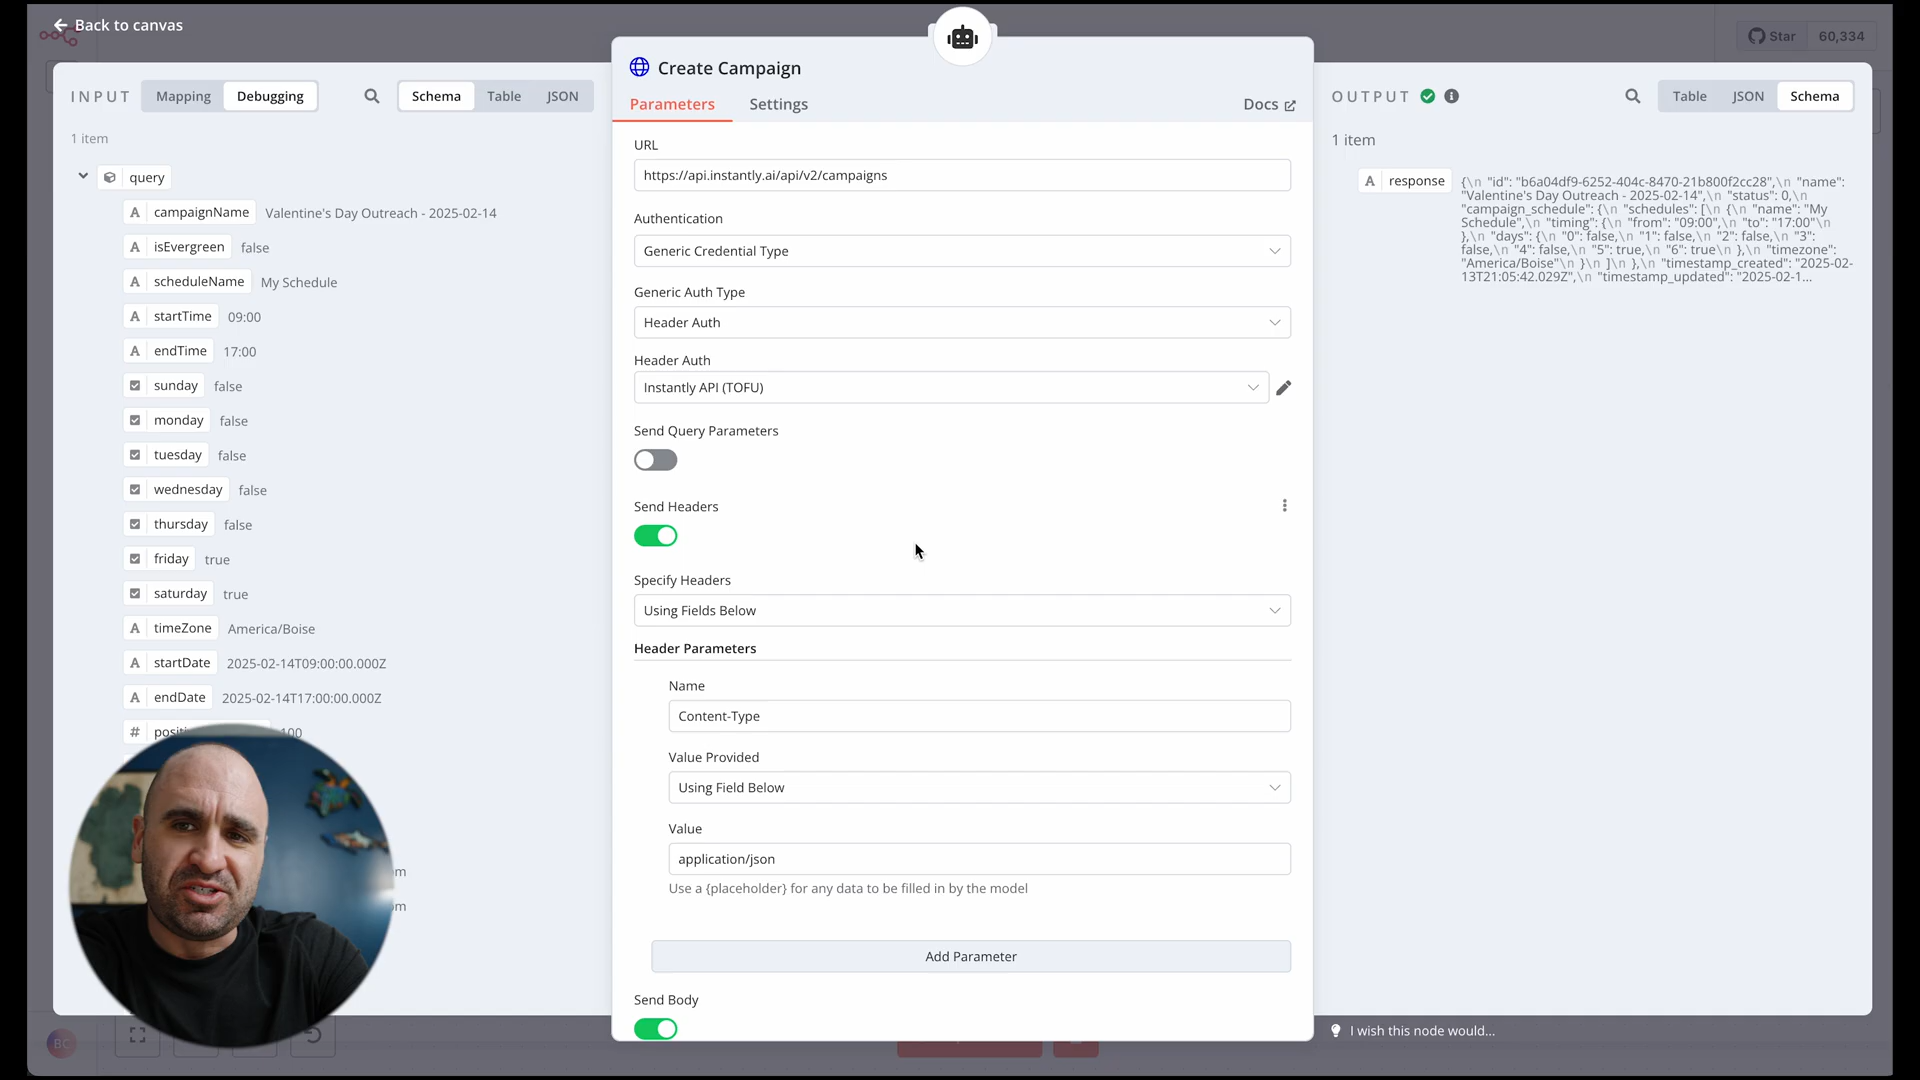 Back to canvas
Star 60,334
INPUT
Mapping
Debugging
Schema
Table
JSON
1 item
query
campaignName Valentine's Day Outreach - 2025-02-14
isEvergreen false
scheduleName My Schedule
startTime 09:00
endTime 17:00
sunday false
monday false
tuesday false
wednesday false
thursday false
friday true
saturday true
timeZone America/Boise
startDate 2025-02-14T09:00:00.000Z
endDate 2025-02-14T17:00:00.000Z
# posit 100
om
om
BC
Create Campaign
Parameters
Settings
Docs
URL
https://api.instantly.ai/api/v2/campaigns
Authentication
Generic Credential Type
Generic Auth Type
Header Auth
Header Auth
Instantly API (TOFU)
Send Query Parameters
Send Headers
Specify Headers
Using Fields Below
Header Parameters
Name
Content-Type
Value Provided
Using Field Below
Value
application/json
Use a {placeholder} for any data to be filled in by the model
Add Parameter
Send Body
OUTPUT
Table
JSON
Schema
1 item
response
{\n "id": "b6a04df9-6252-404c-8470-21b800f2cc28",\n "name":
"Valentine's Day Outreach - 2025-02-14",\n "status": 0,\n
"campaign_schedule": {\n "schedules": [\n {\n "name": "My
Schedule",\n "timing": {\n "from": "09:00",\n "to": "17:00"\n
},\n "days": {\n "0": false,\n "1": false,\n "2": false,\n "3":
false,\n "4": false,\n "5": true,\n "6": true\n },\n "timezone":
"America/Boise"\n }\n ]\n },\n "timestamp_created": "2025-02-
13T21:05:42.029Z",\n "timestamp_updated": "2025-02-1...
I wish this node would...